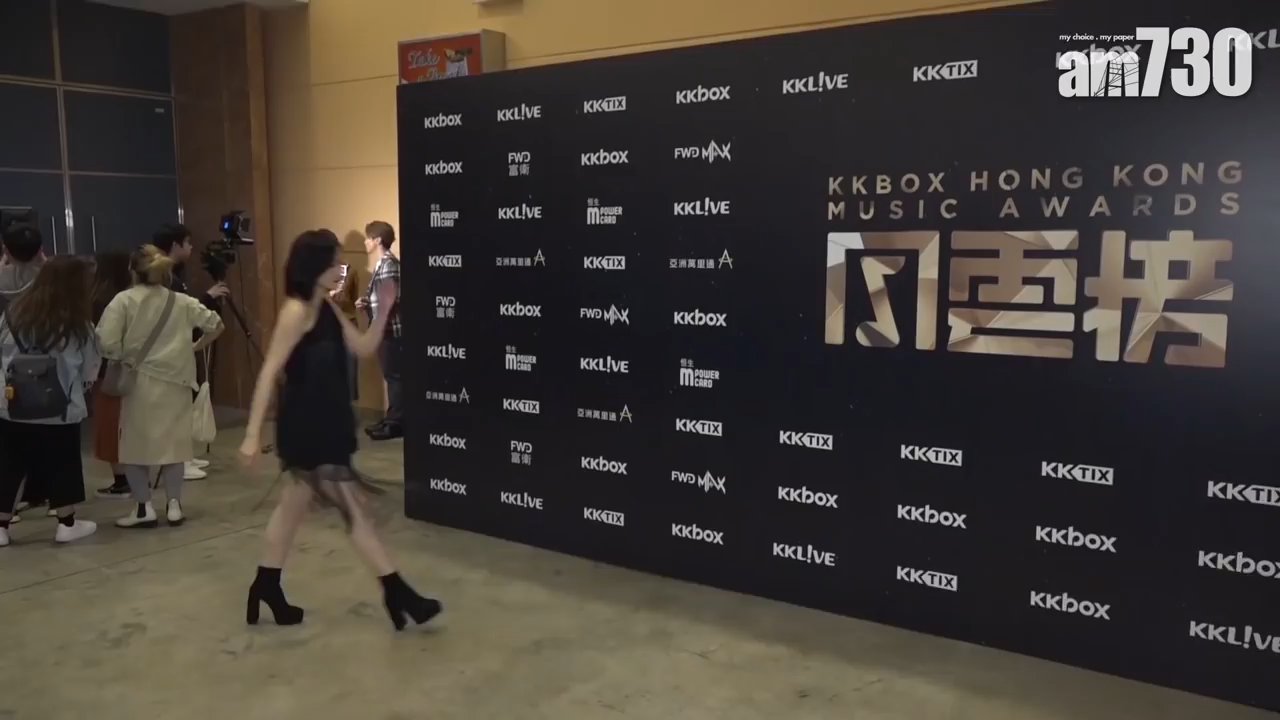 my choice . my paper
am730
Take
KKBOX HONG KONG
MUSIC AWARDS
風雲榜
KKbox
KKL!VE
KKTIX
KKbox
KKL!VE
KKTIX
KKbox
FWD
富衛
KKbox
FWD MAX
恒生
mPOWER
CARD
KKL!VE
恒生
mPOWER
CARD
KKL!VE
KKTIX
亞洲萬里通
KKTIX
亞洲萬里通
FWD
富衛
KKbox
FWD MAX
KKbox
KKL!VE
恒生
mPOWER
CARD
KKL!VE
恒生
mPOWER
CARD
亞洲萬里通
KKTIX
亞洲萬里通
KKTIX
KKTIX
KKTIX
KKTIX
KKTIX
KKbox
FWD
富衛
KKbox
FWD MAX
KKbox
KKbox
KKbox
KKbox
KKbox
KKL!VE
KKTIX
KKbox
KKL!VE
KKTIX
KKbox
KKL!VE